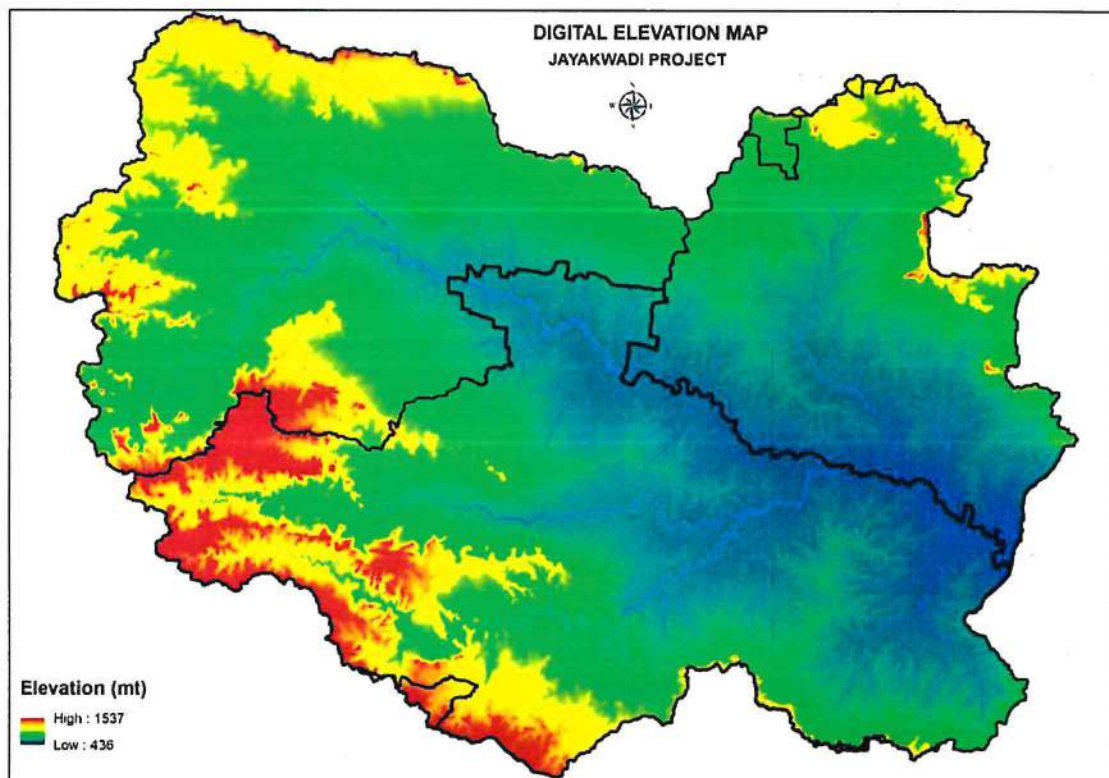 DIGITAL ELEVATION MAP
JAYAKWADI PROJECT
N
W E
S
Elevation (mt)
High : 1537
Low : 436